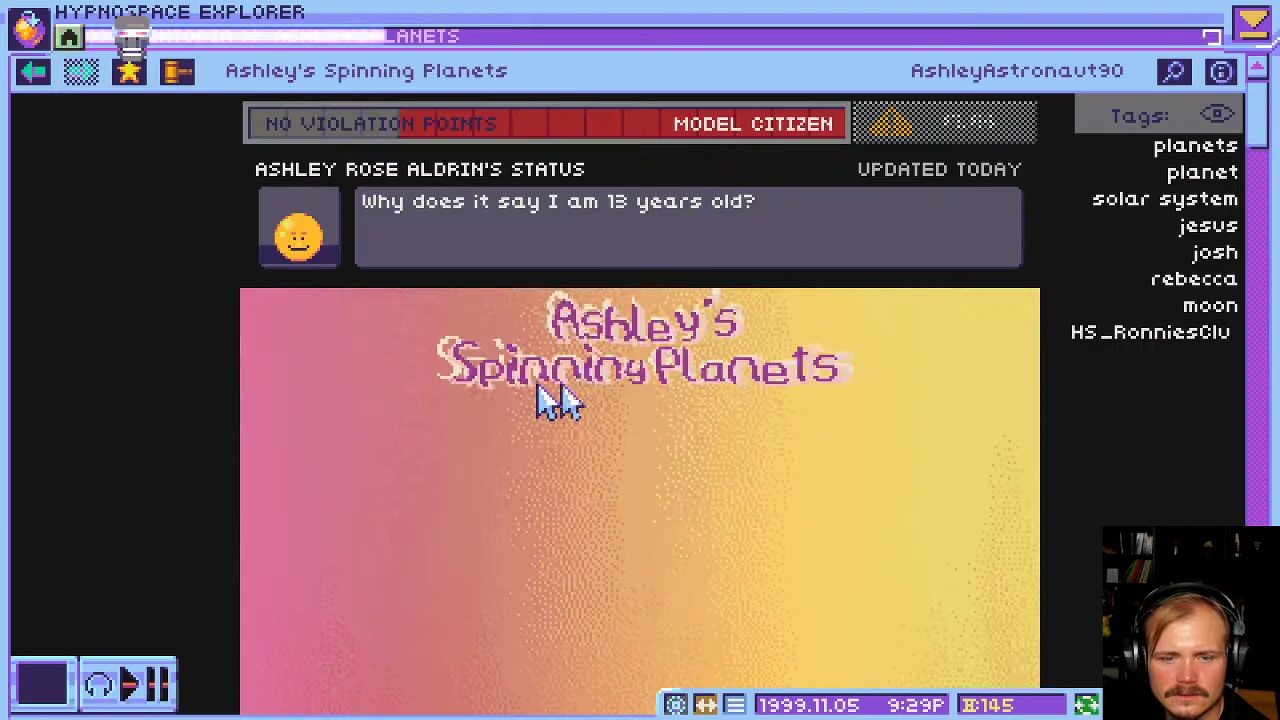 HYPNOSPACE EXPLORER
LANETS
Ashley's Spinning Planets
AshleyAstronaut90
NO VIOLATION POINTS
MODEL CITIZEN
Tags:
planets
planet
solar system
jesus
josh
rebecca
moon
HS_RonniesClu
ASHLEY ROSE ALDRIN'S STATUS
UPDATED TODAY
Why does it say I am 13 years old?
Ashley's
Spinning Planets
1999.11.05 9:29P
145